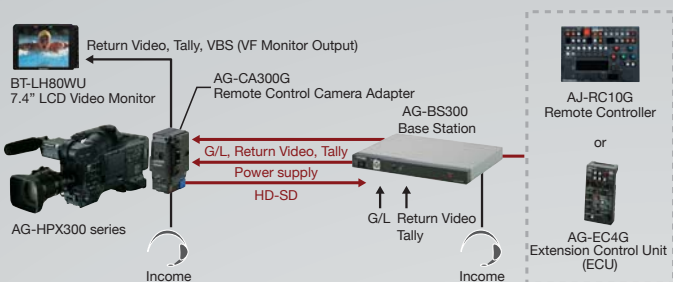 Return Video, Tally, VBS (VF Monitor Output)
BT-LH80WU
7.4" LCD Video Monitor
AG-CA300G
Remote Control Camera Adapter
AG-BS300
Base Station
AJ-RC10G
Remote Controller
or
G/L, Return Video, Tally
Power supply
HD-SD
AG-HPX300 series
G/L Return Video
Tally
AG-EC4G
Extension Control Unit
(ECU)
Income
Income